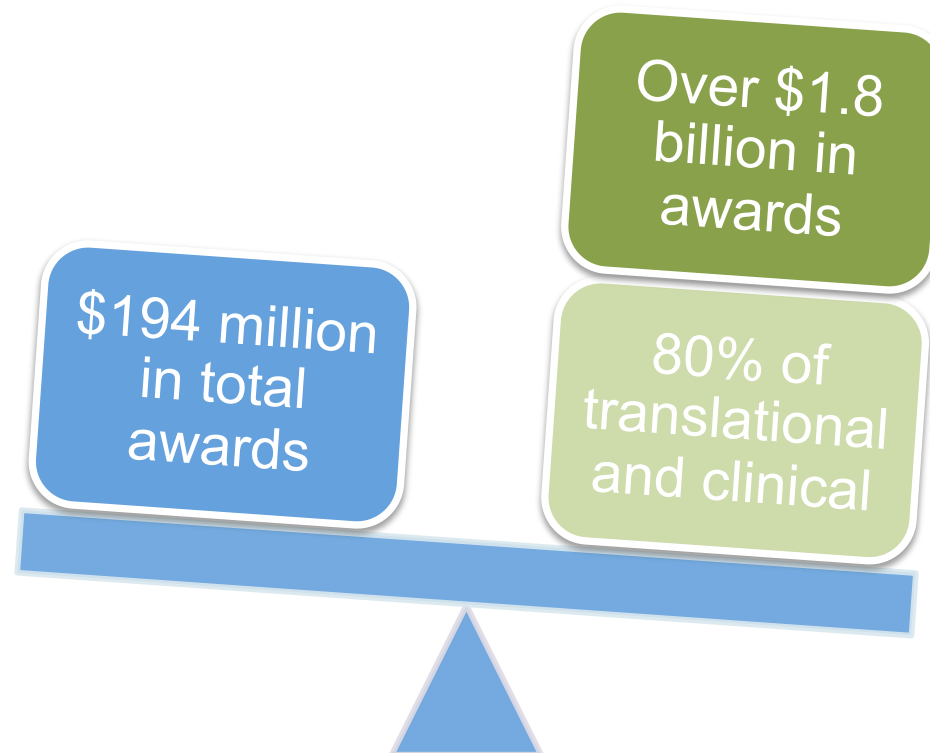 $194 million
in total
awards
Over $1.8
billion in
awards
80% of
translational
and clinical